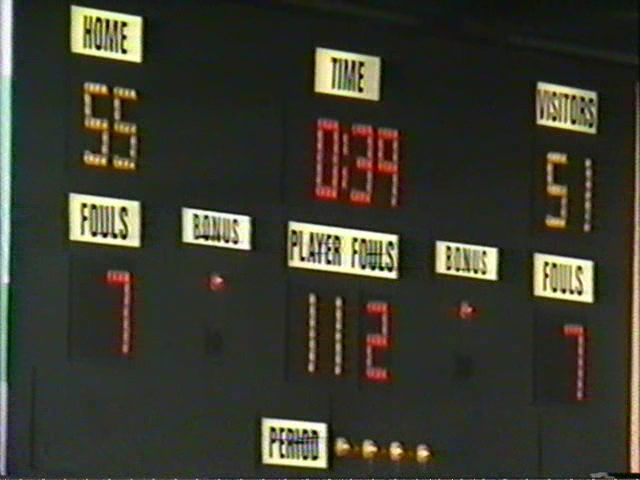 HOME TIME VISITORS
55 0:39 51
FOULS BONUS PLAYER FOULS BONUS FOULS
7 11 2 7
PERIOD